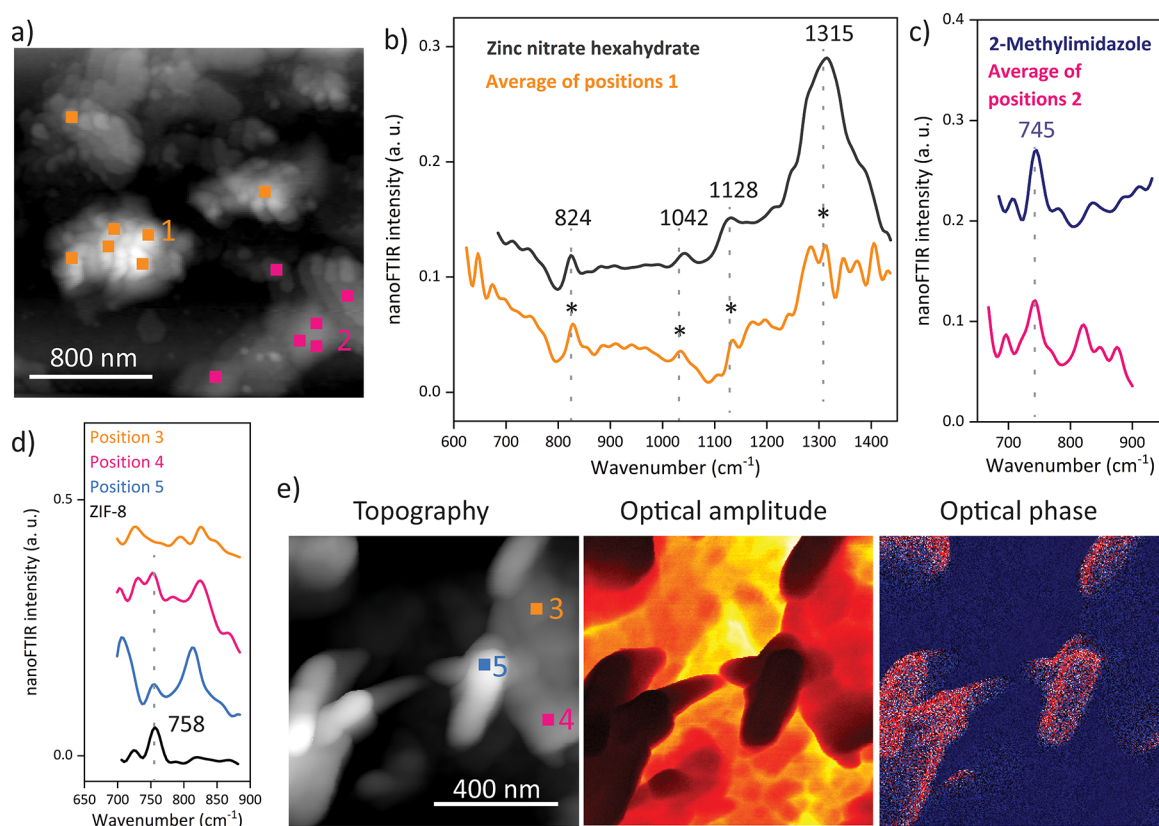 a)
1
2
800 nm
b)
Zinc nitrate hexahydrate
Average of positions 1
1315
824
1042
1128
*
*
*
*
0.3
0.2
0.1
0.0
nanoFTIR intensity (a. u.)
600 700 800 900 1000 1100 1200 1300 1400
Wavenumber (cm⁻¹)
c)
2-Methylimidazole
Average of
positions 2
745
0.4
0.3
0.2
0.1
0.0
nanoFTIR intensity (a. u.)
700 800 900
Wavenumber (cm⁻¹)
d)
Position 3
Position 4
Position 5
ZIF-8
758
0.5
0.0
nanoFTIR intensity (a. u.)
650 700 750 800 850 900
Wavenumber (cm⁻¹)
e)
Topography
Optical amplitude
Optical phase
3
5
4
400 nm